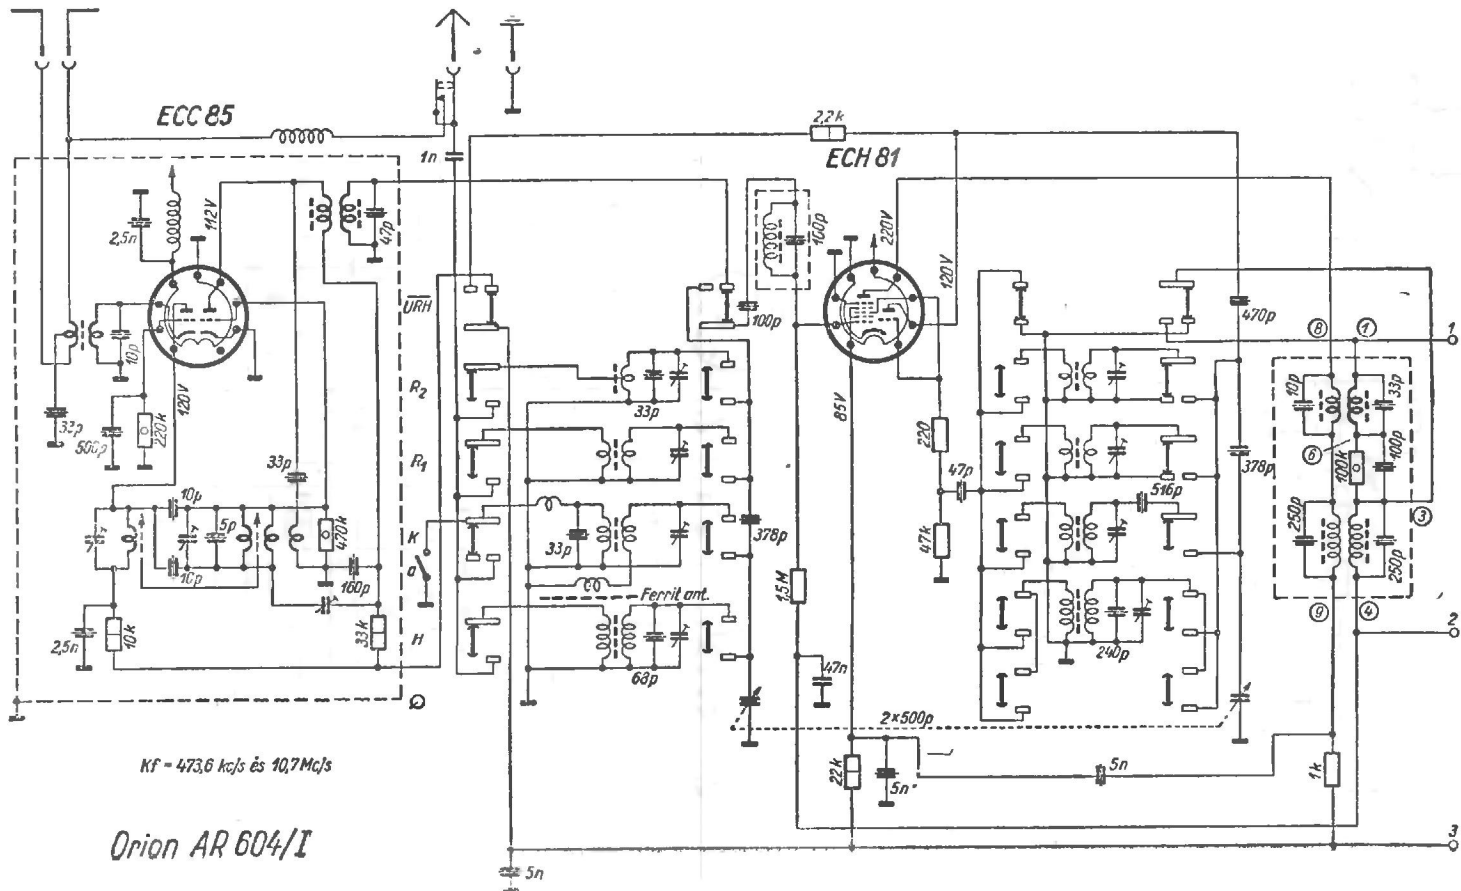 ECC 85
1n
2,2k
ECH 81
112V
2,5n
47p
100p
220V
120V
URH
100p
470p
10p
8
1
1
R₂
33p
10p
33p
120V
85V
33p
500p
220k
R₁
220
6
100k
100p
33p
47p
378p
10p
516p
5p
250p
3
470k
K
a
33p
378p
47k
10p
160p
1,5M
250p
Ferrit ant.
9
4
2,5n
10k
33k
H
2
68p
240p
47n
2×500p
Kf = 473,6 kc/s és 10,7 Mc/s
22k
5n
5n
1k
Orion AR 604/I
3
5n